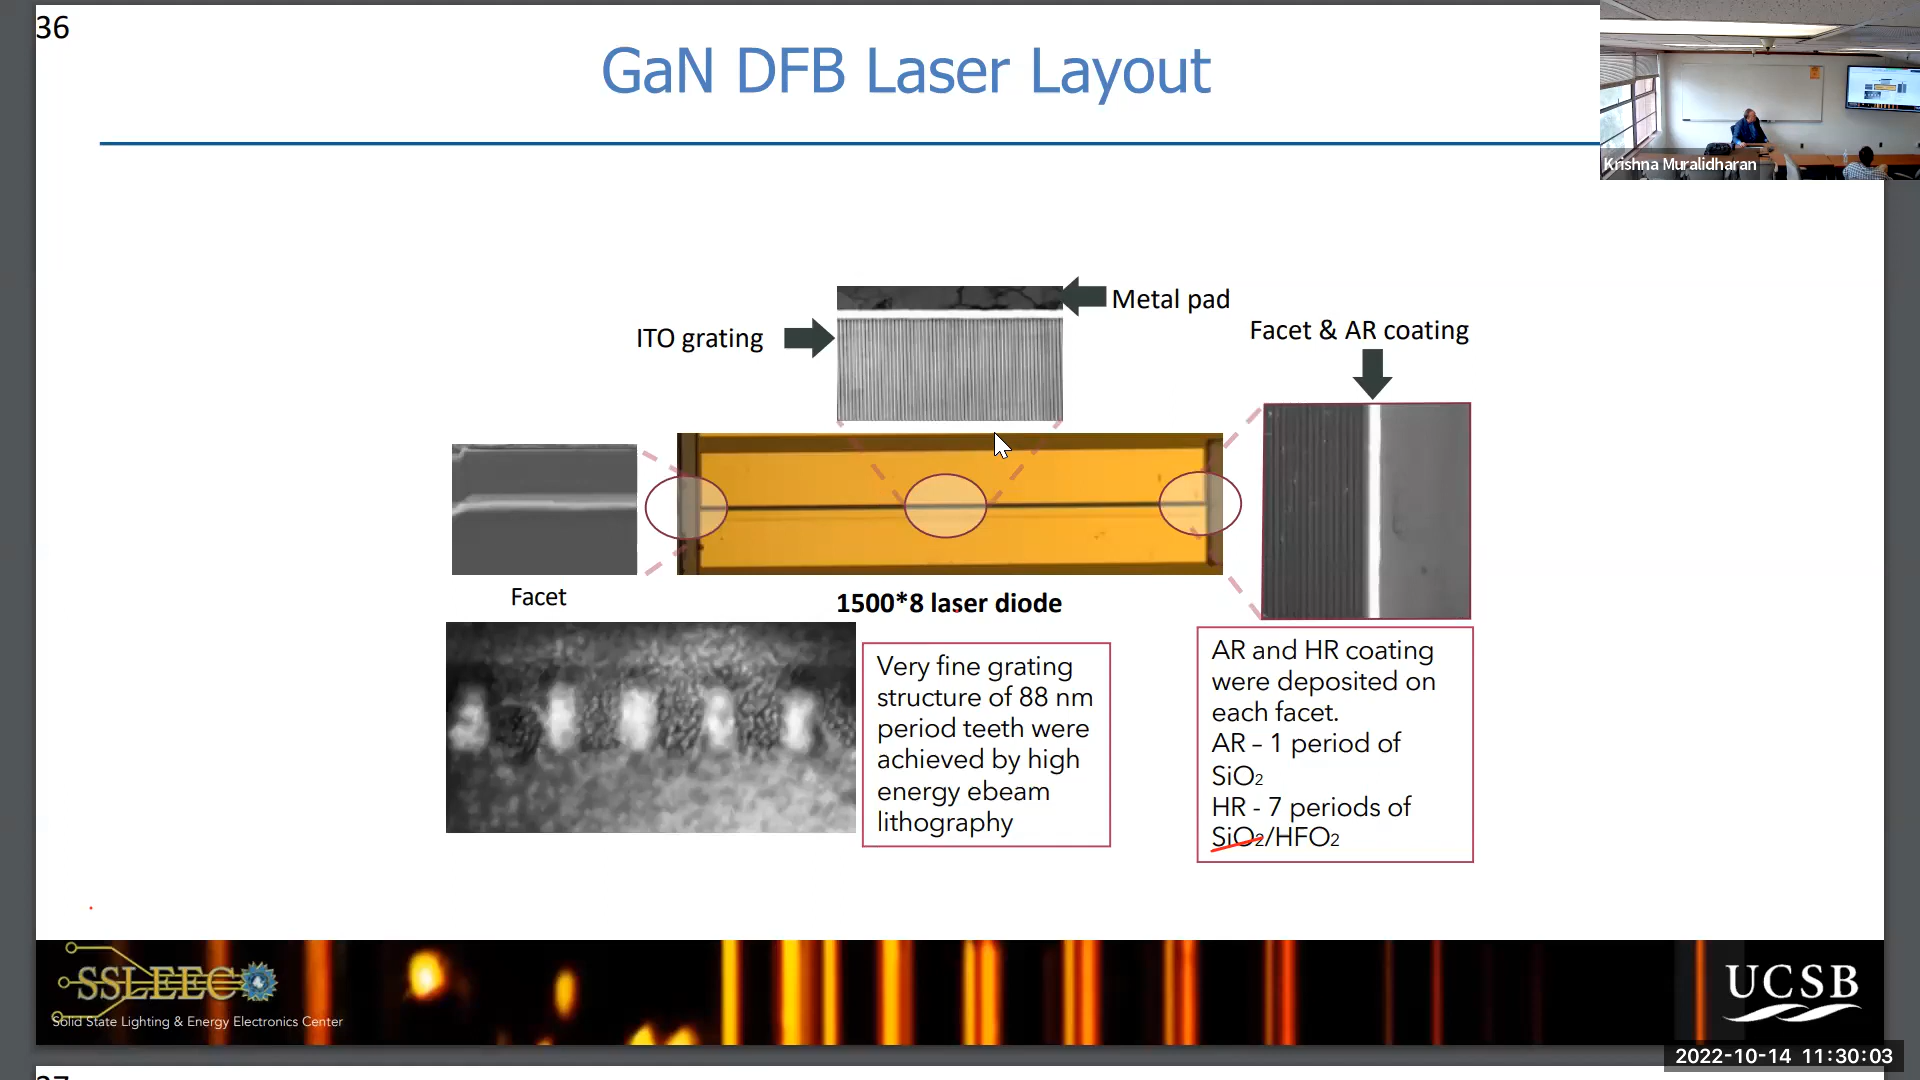 36
GaN DFB Laser Layout
Krishna Muralidharan
Metal pad
ITO grating
Facet & AR coating
Facet
1500*8 laser diode
Very fine grating
structure of 88 nm
period teeth were
achieved by high
energy ebeam
lithography
AR and HR coating
were deposited on
each facet.
AR – 1 period of
SiO2
HR - 7 periods of
SiO2/HFO2
SSLEEC
Solid State Lighting & Energy Electronics Center
UCSB
2022-10-14 11:30:03